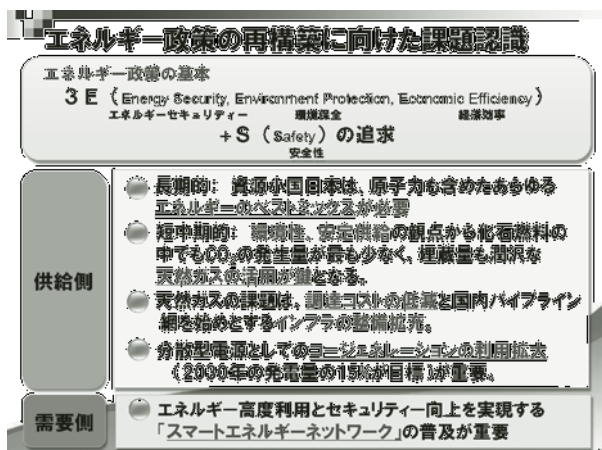 エネルギー政策の再構築に向けた課題認識
エネルギー政策の基本
3E（Energy Security, Environment Protection, Economic Efficiency）
エネルギーセキュリティー 環境保全 経済効率
+S（Safety）の追求
安全性
供給側
長期的： 資源小国日本は、原子力も含めたあらゆる
エネルギーのベストミックスが必要
短中期的： 環境性、安定供給の観点から化石燃料の
中でもCO2の発生量が最も少なく、埋蔵量も潤沢な
天然ガスの活用が鍵となる。
天然ガスの課題は、調達コストの低減と国内パイプライン
網を始めとするインフラの整備拡充。
分散型電源としてのコージェネレーションの利用拡大
年の発電量の15%が目標）が重要。
需要側
エネルギー高度利用とセキュリティー向上を実現する
「スマートエネルギーネットワーク」の普及が重要